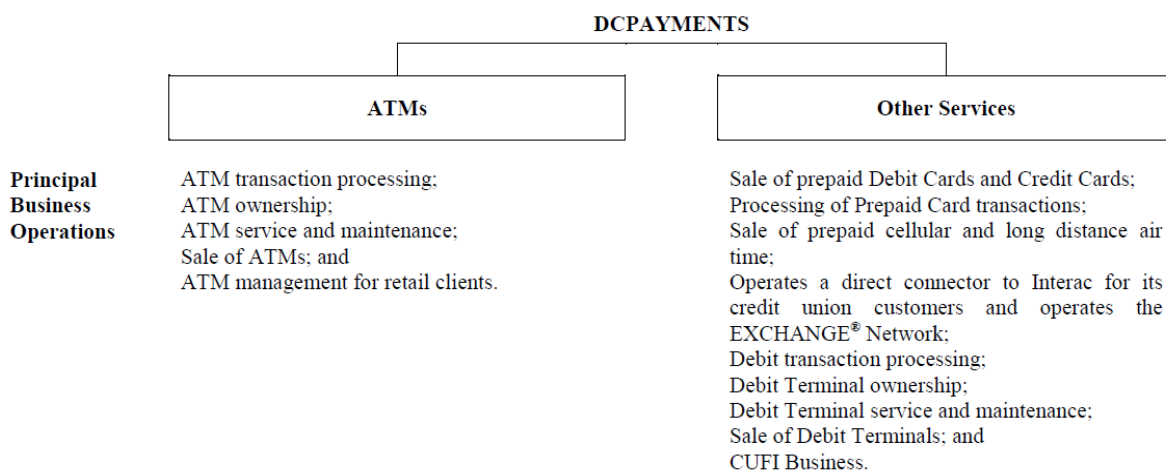 DCPAYMENTS
ATMs
Other Services
Principal
Business
Operations
ATM transaction processing;
ATM ownership;
ATM service and maintenance;
Sale of ATMs; and
ATM management for retail clients.
Sale of prepaid Debit Cards and Credit Cards;
Processing of Prepaid Card transactions;
Sale of prepaid cellular and long distance air
time;
Operates a direct connector to Interac for its
credit union customers and operates the
EXCHANGE® Network;
Debit transaction processing;
Debit Terminal ownership;
Debit Terminal service and maintenance;
Sale of Debit Terminals; and
CUFI Business.